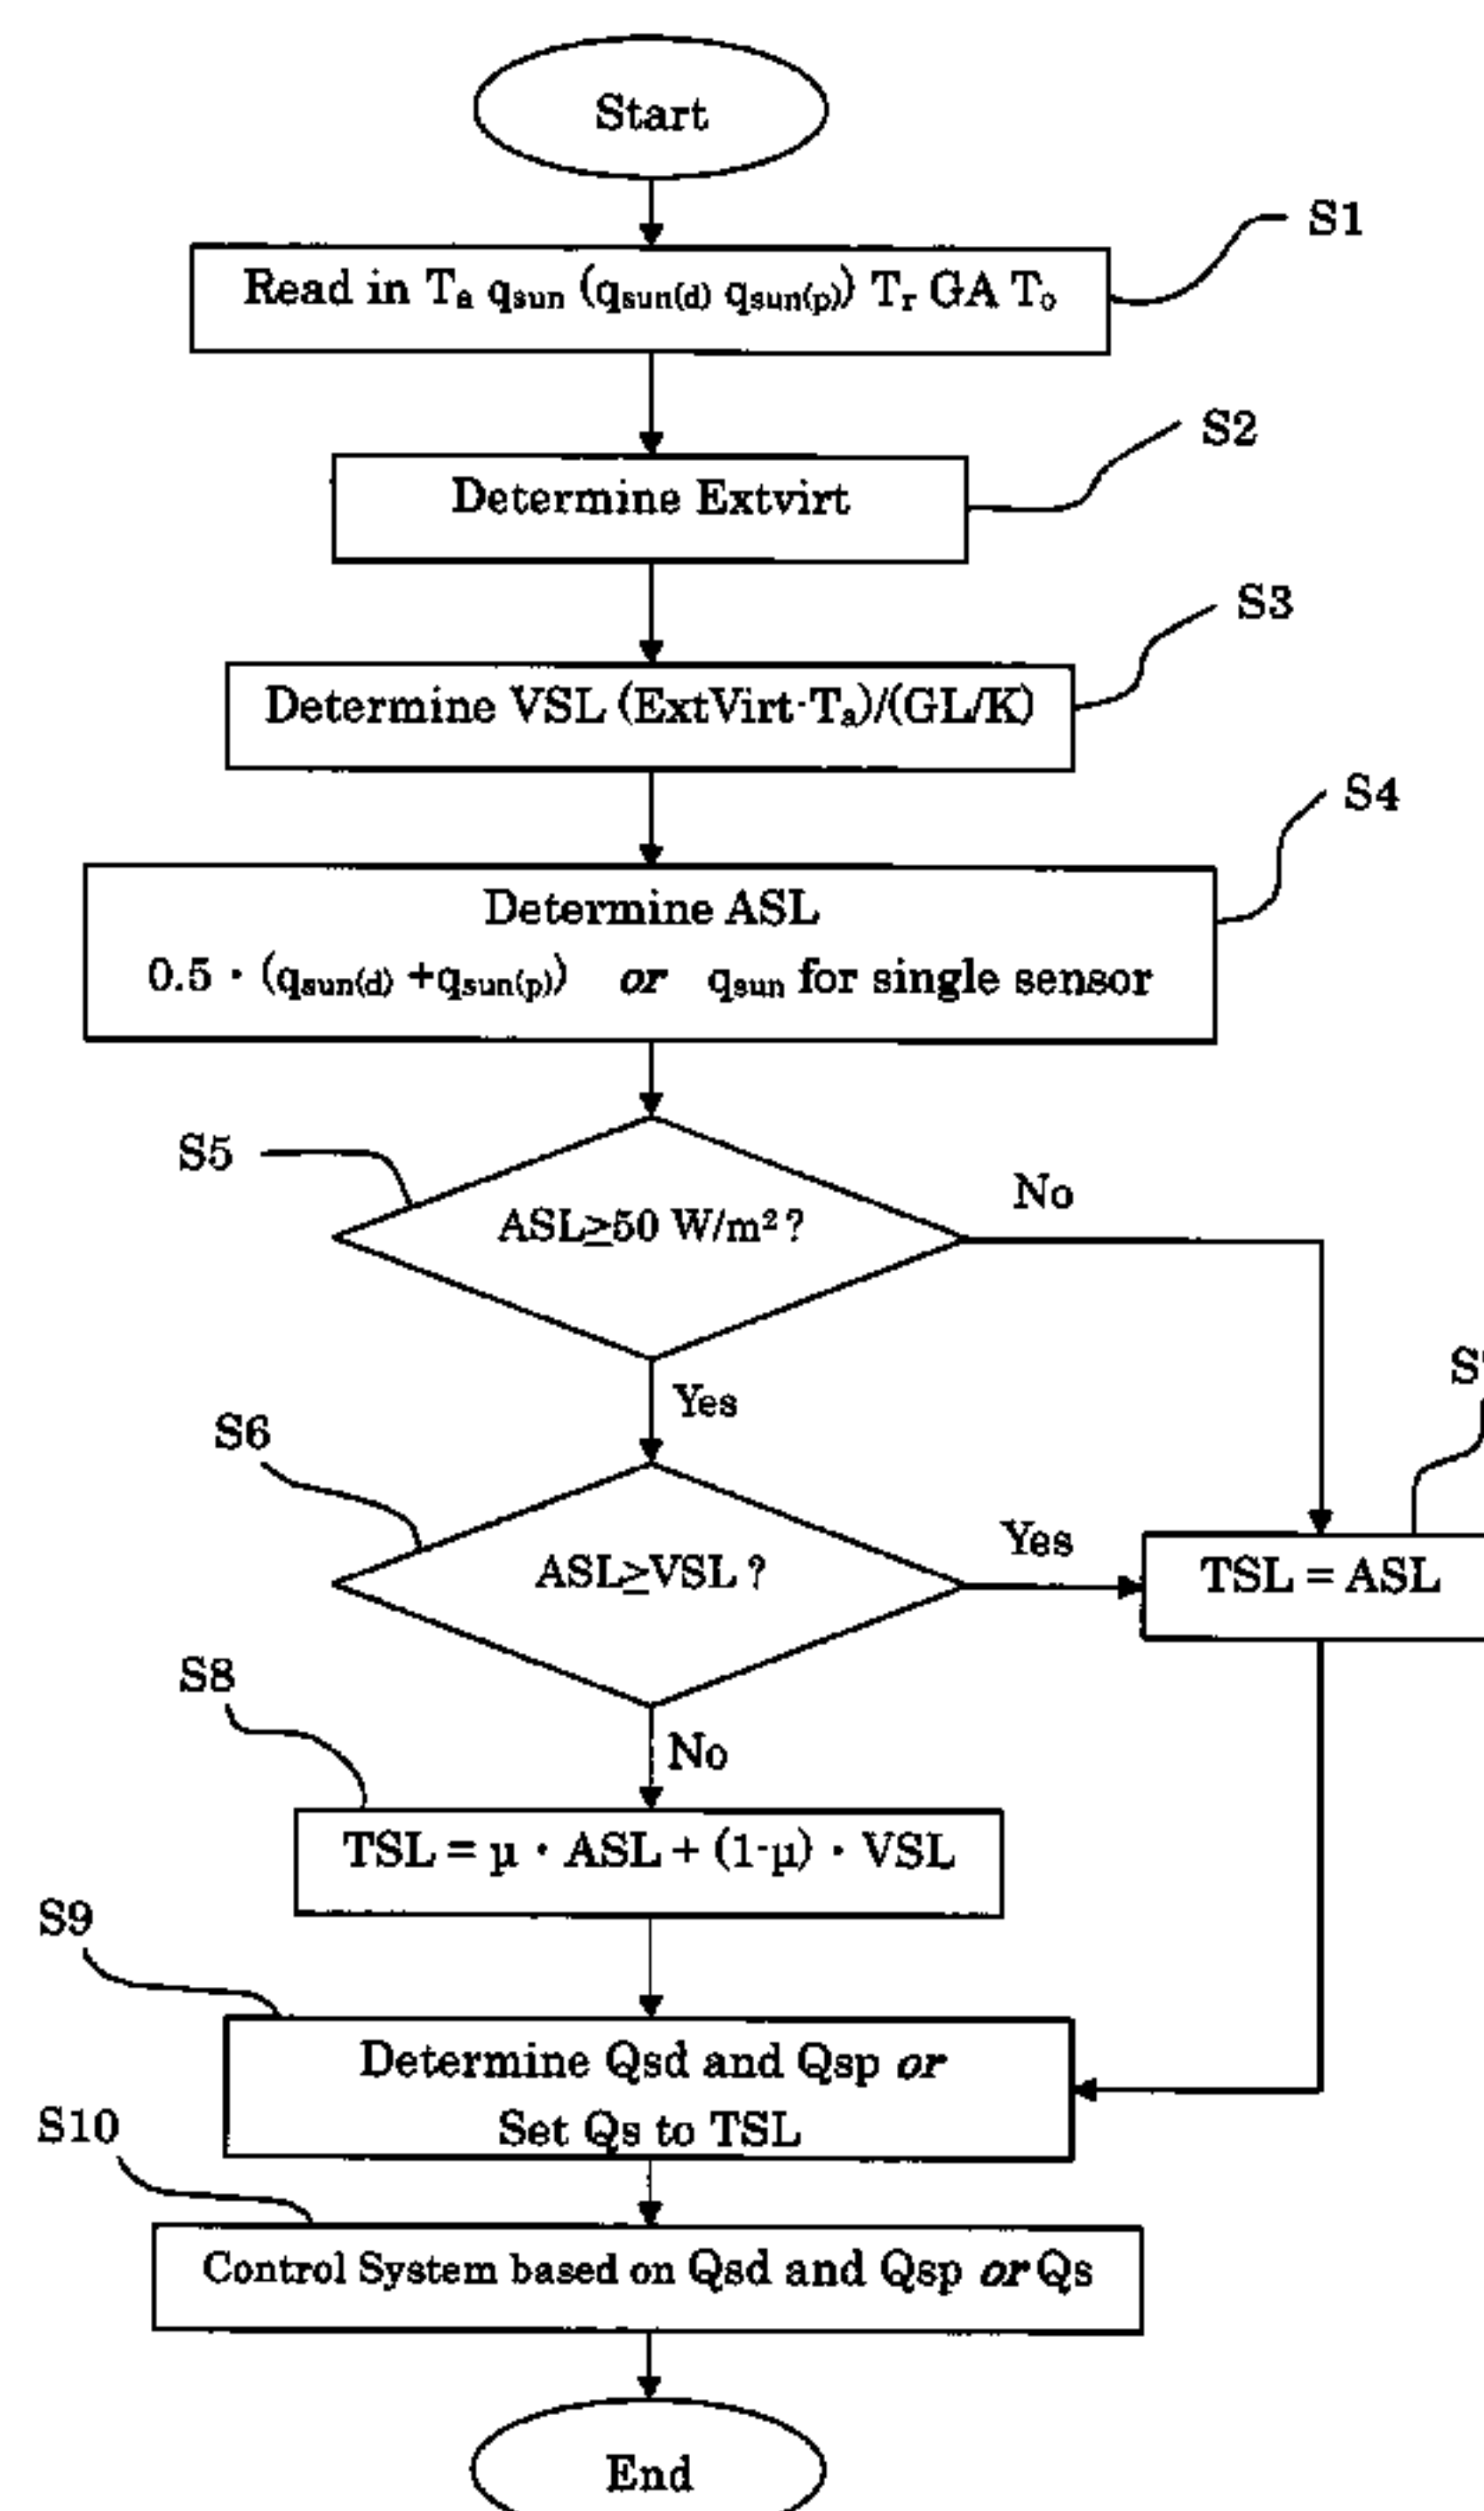 Start
S1
Read in Ta qsun (qsun(d) qsun(p)) Tr GA To
S2
Determine Extvirt
S3
Determine VSL (ExtVirt-Ta)/(GL/K)
S4
Determine ASL
0.5 · (qsun(d) +qsun(p)) or qsun for single sensor
S5
ASL≥50 W/m²?
No
Yes
S6
ASL≥VSL ?
Yes
TSL = ASL
S8
No
TSL = μ · ASL + (1-μ) · VSL
S9
Determine Qsd and Qsp or
Set Qs to TSL
S10
Control System based on Qsd and Qsp or Qs
End